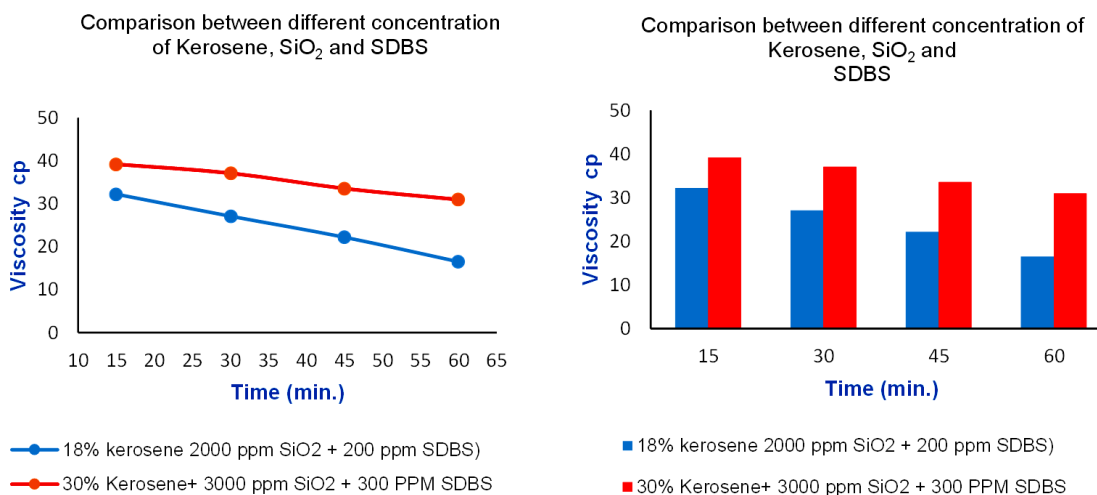 Comparison between different concentration
of Kerosene, SiO₂ and SDBS
50
40
30
20
10
0
Viscosity cp
10 15 20 25 30 35 40 45 50 55 60 65
Time (min.)
18% kerosene 2000 ppm SiO2 + 200 ppm SDBS)
30% Kerosene+ 3000 ppm SiO2 + 300 PPM SDBS
Comparison between different concentration of
Kerosene, SiO₂ and
SDBS
50
40
30
20
10
0
Viscosity cp
15 30 45 60
Time (min.)
18% kerosene 2000 ppm SiO2 + 200 ppm SDBS)
30% Kerosene+ 3000 ppm SiO2 + 300 PPM SDBS